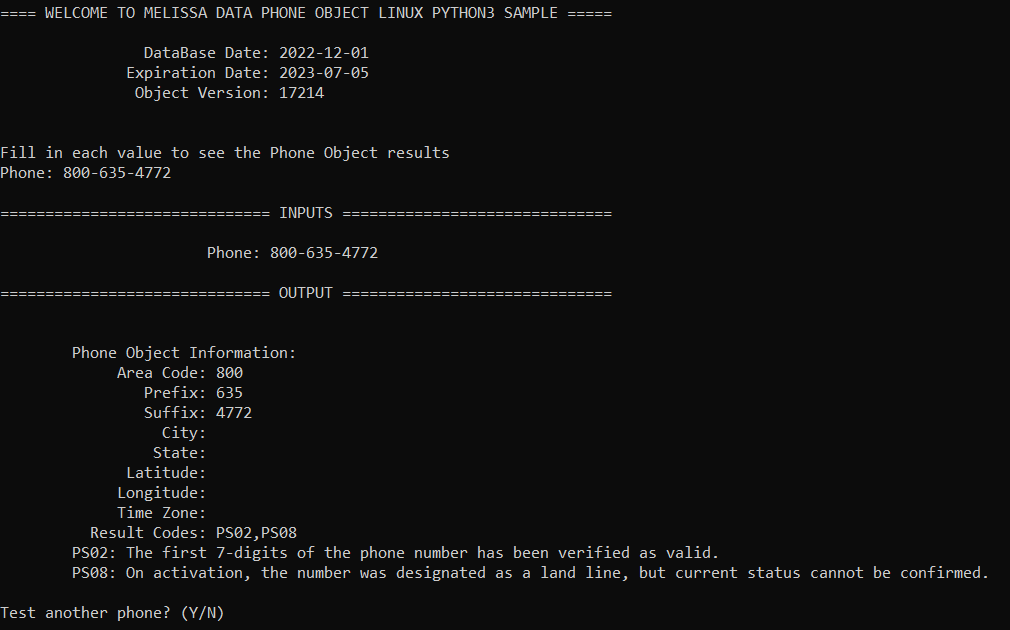 ==== WELCOME TO MELISSA DATA PHONE OBJECT LINUX PYTHON3 SAMPLE =====
DataBase Date: 2022-12-01
Expiration Date: 2023-07-05
Object Version: 17214
Fill in each value to see the Phone Object results
Phone: 800-635-4772
============================== INPUTS ==============================
Phone: 800-635-4772
============================== OUTPUT ==============================
Phone Object Information:
Area Code: 800
Prefix: 635
Suffix: 4772
City:
State:
Latitude:
Longitude:
Time Zone:
Result Codes: PS02,PS08
PS02: The first 7-digits of the phone number has been verified as valid.
PS08: On activation, the number was designated as a land line, but current status cannot be confirmed.
Test another phone? (Y/N)